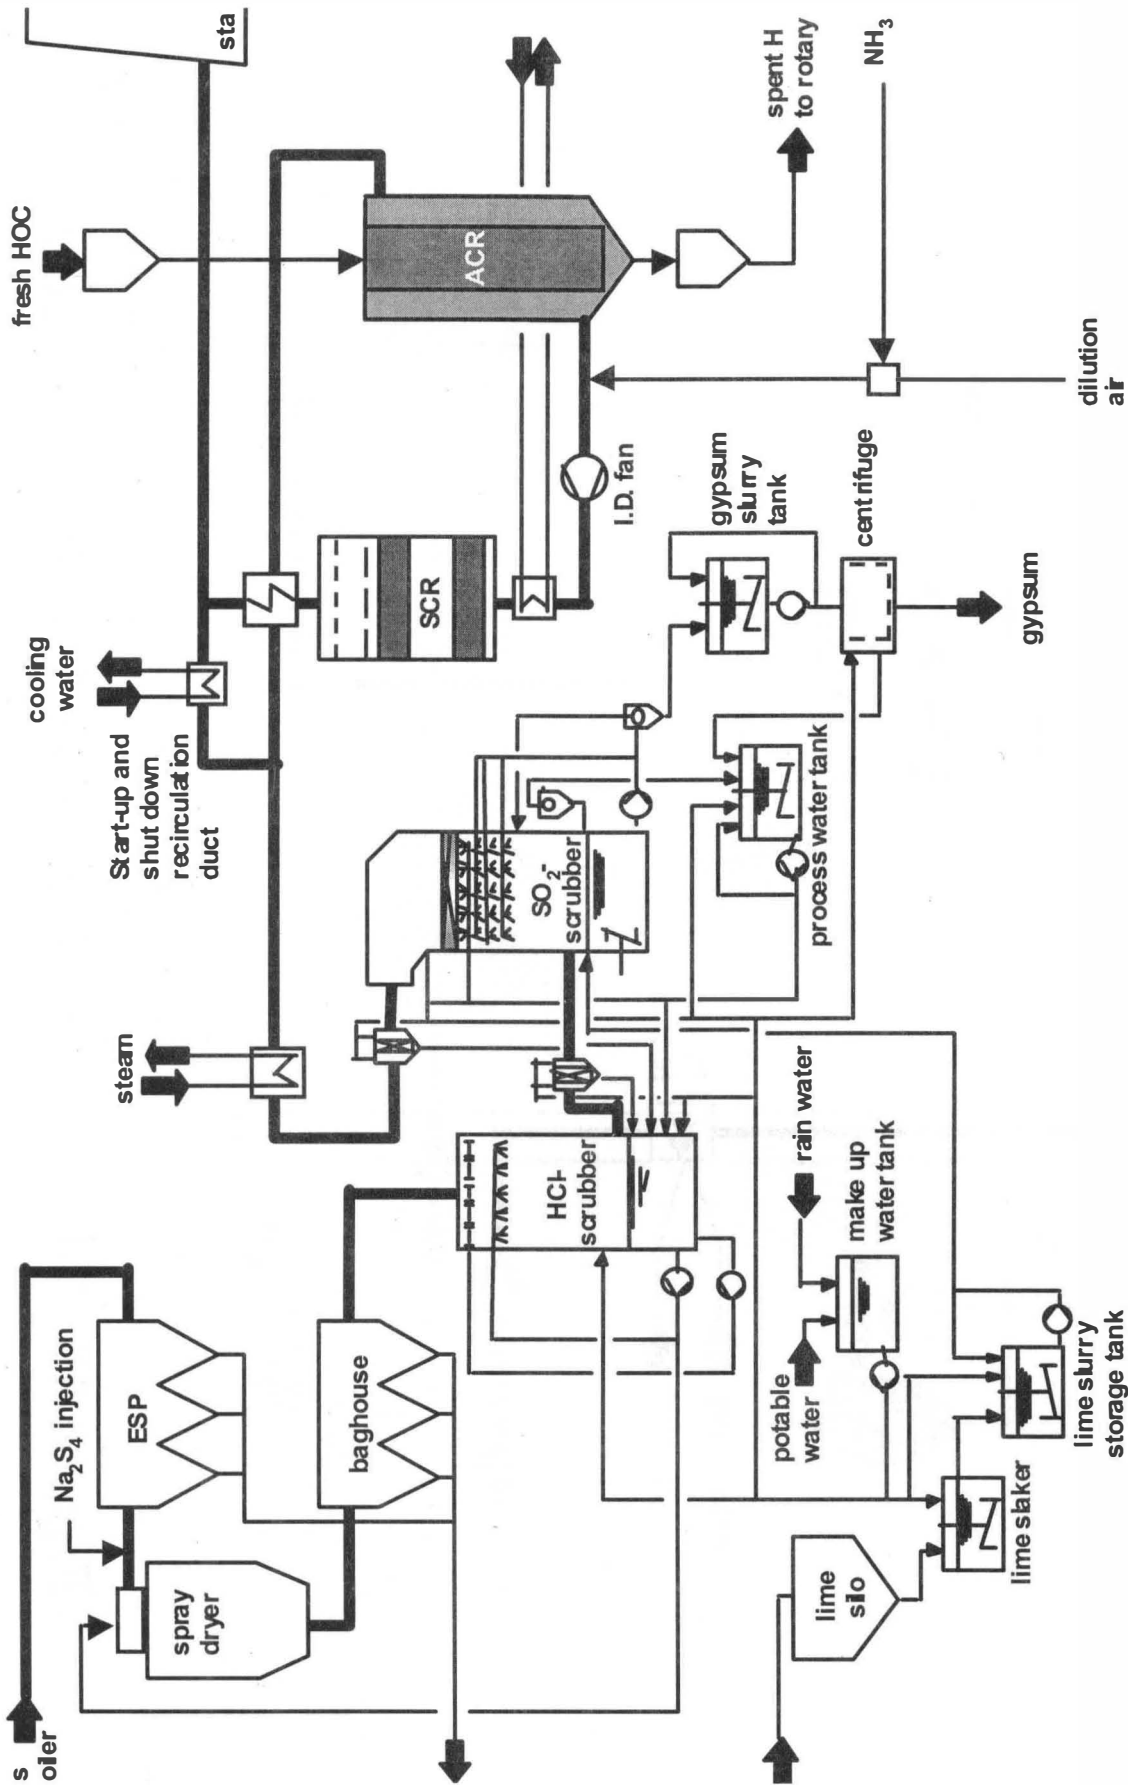 s
oiler
Na2S4 injection
ESP
spray
dryer
baghouse
steam
Start-up and
shut down
recirculation
duct
cooling
water
fresh HOC
sta
ACR
SCR
I.D. fan
spent H
to rotary
NH3
dilution
air
HCl-
scrubber
SO2-
scrubber
gypsum
slurry
tank
centrifuge
gypsum
process water tank
rain water
make up
water tank
potable
water
lime
silo
lime slaker
lime slurry
storage tank